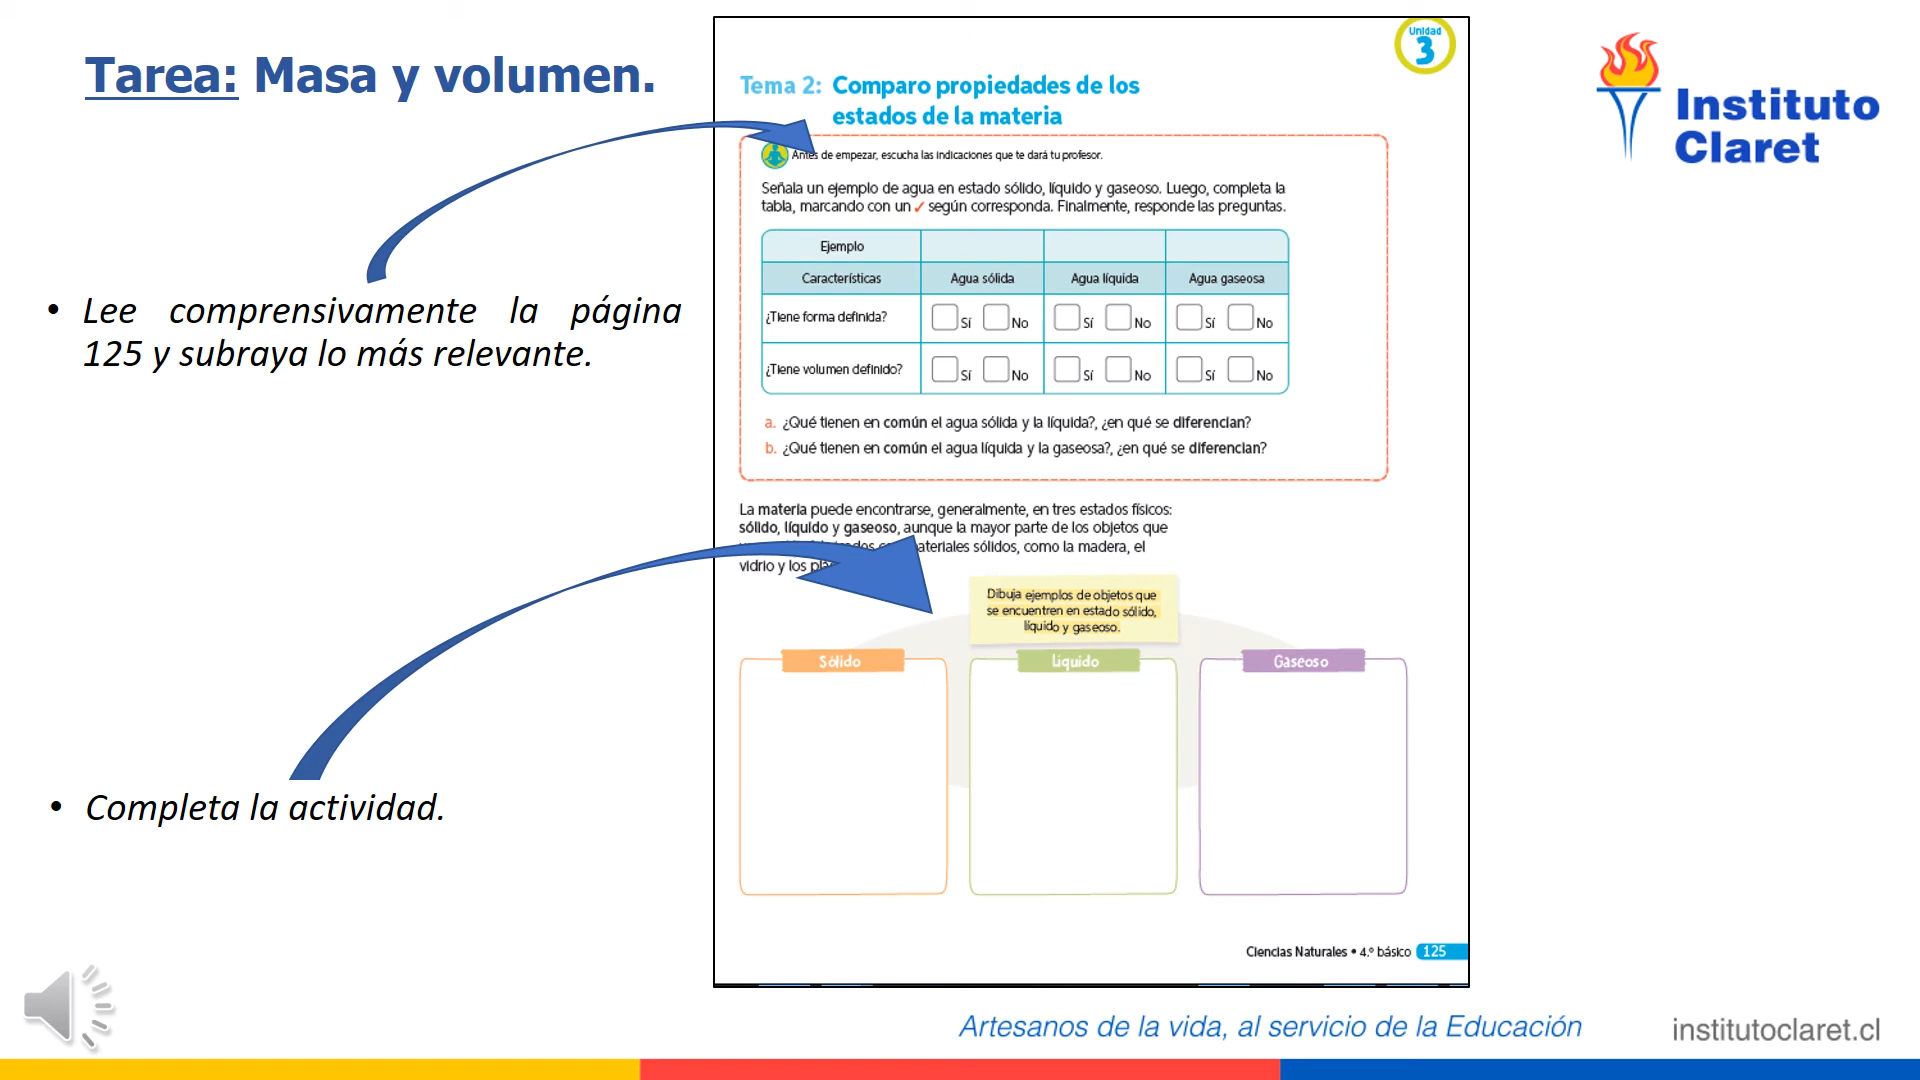 Tarea: Masa y volumen.
Instituto
Claret
• Lee comprensivamente la página
125 y subraya lo más relevante.
• Completa la actividad.
Unidad
3
Tema 2: Comparo propiedades de los
estados de la materia
Antes de empezar, escucha las indicaciones que te dará tu profesor.
Señala un ejemplo de agua en estado sólido, líquido y gaseoso. Luego, completa la
tabla, marcando con un ✓ según corresponda. Finalmente, responde las preguntas.
Ejemplo
Características Agua sólida Agua líquida Agua gaseosa
¿Tiene forma definida? Sí No Sí No Sí No
¿Tiene volumen definido? Sí No Sí No Sí No
a. ¿Qué tienen en común el agua sólida y la líquida?, ¿en qué se diferencian?
b. ¿Qué tienen en común el agua líquida y la gaseosa?, ¿en qué se diferencian?
La materia puede encontrarse, generalmente, en tres estados físicos:
sólido, líquido y gaseoso, aunque la mayor parte de los objetos que
materiales sólidos, como la madera, el
vidrio y los
Dibuja ejemplos de objetos que
se encuentren en estado sólido,
líquido y gaseoso.
Sólido Líquido Gaseoso
Ciencias Naturales • 4.º básico 125
Artesanos de la vida, al servicio de la Educación
institutoclaret.cl